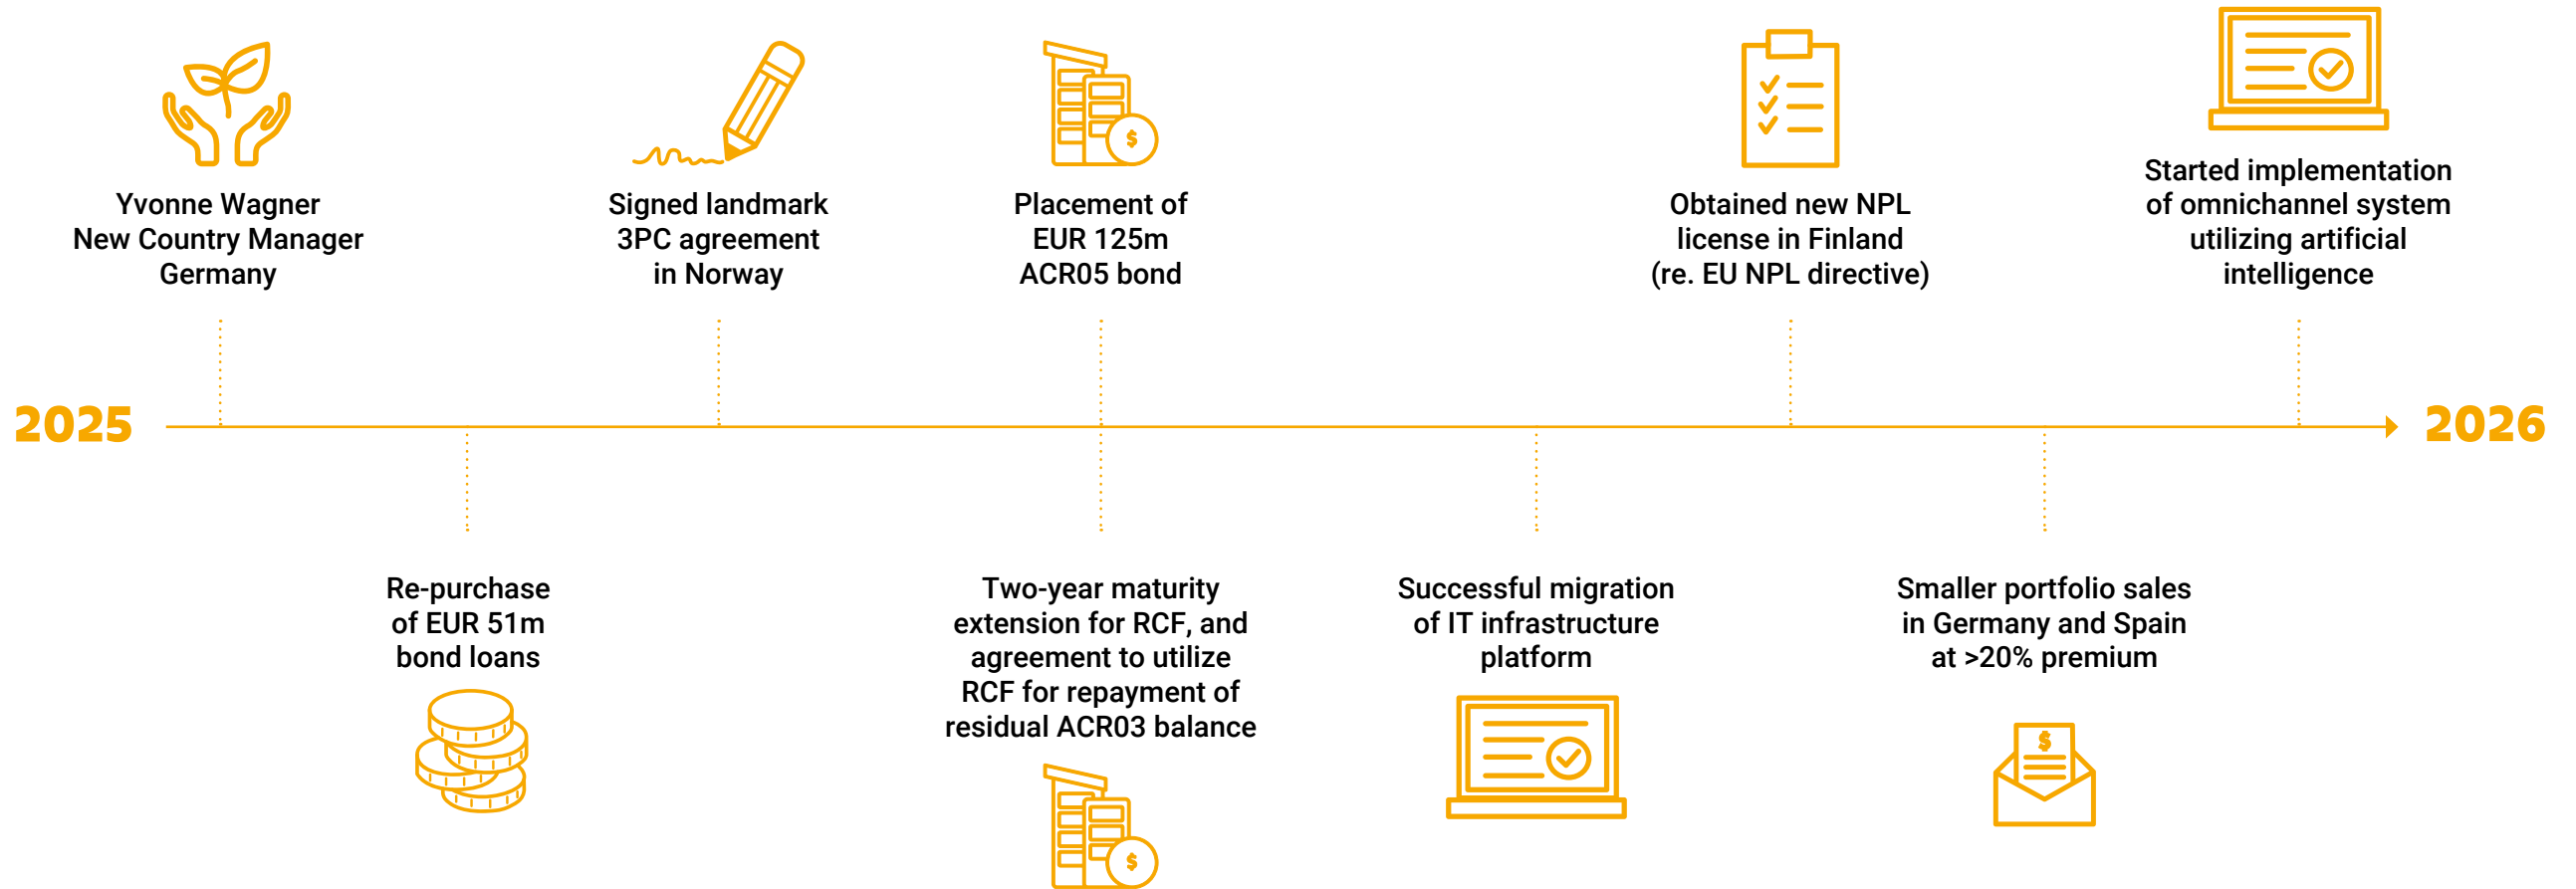 Yvonne Wagner
New Country Manager
Germany
Signed landmark
3PC agreement
in Norway
Placement of
EUR 125m
ACR05 bond
$
Obtained new NPL
license in Finland
(re. EU NPL directive)
Started implementation
of omnichannel system
utilizing artificial
intelligence
2025
2026
Re-purchase
of EUR 51m
bond loans
Two-year maturity
extension for RCF, and
agreement to utilize
RCF for repayment of
residual ACR03 balance
$
Successful migration
of IT infrastructure
platform
Smaller portfolio sales
in Germany and Spain
at >20% premium
$